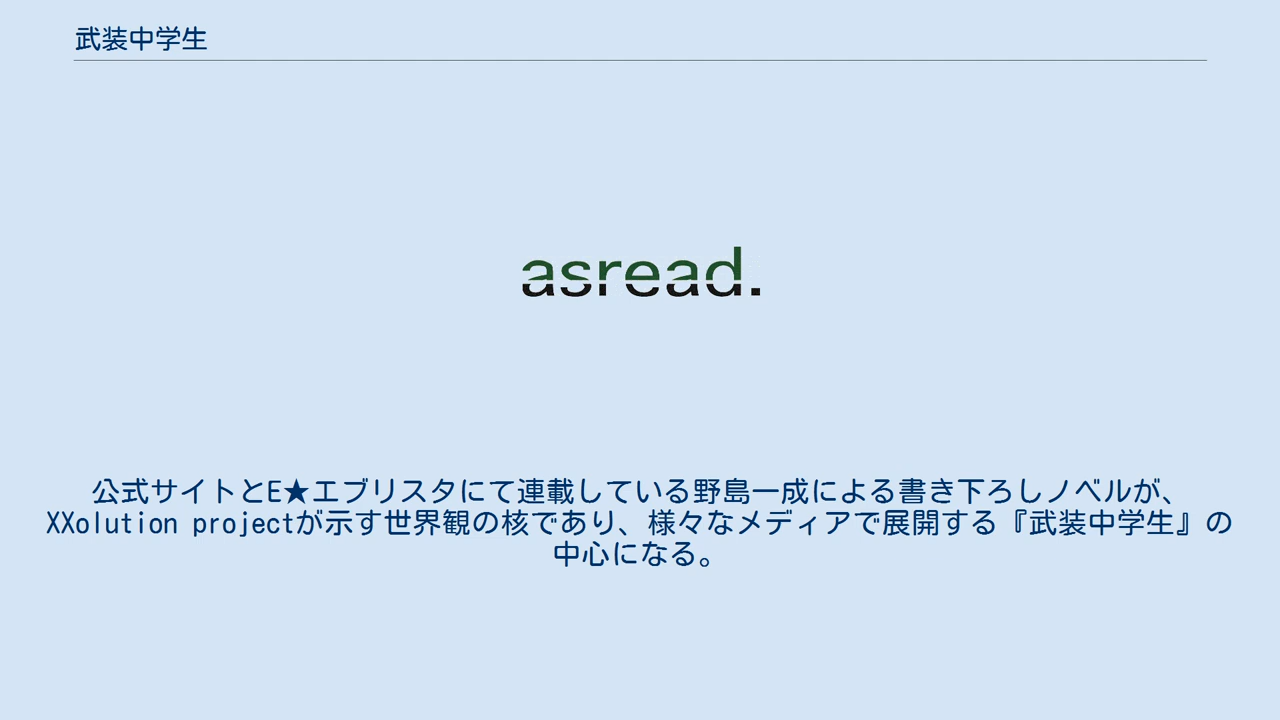 武装中学生
asread.
公式サイトとE★エブリスタにて連載している野島一成による書き下ろしノベルが、
XXolution projectが示す世界観の核であり、様々なメディアで展開する『武装中学生』の
中心になる。